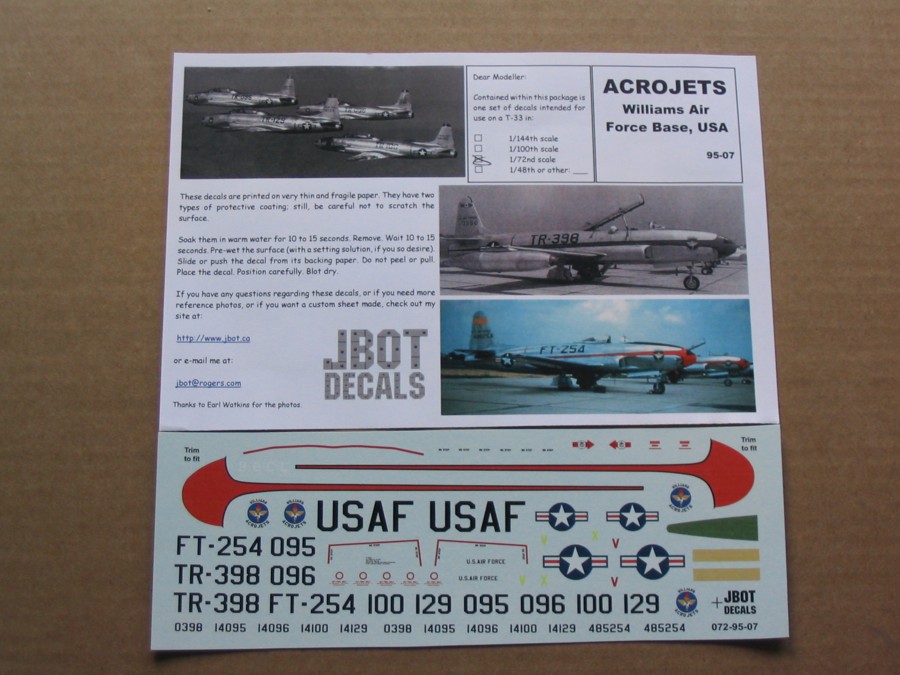 Dear Modeller:
Contained within this package is
one set of decals intended for
use on a T-33 in:
1/144th scale
1/100th scale
1/72nd scale
1/48th or other: ____
ACROJETS
Williams Air
Force Base, USA
95-07
These decals are printed on very thin and fragile paper. They have two
types of protective coating; still, be careful not to scratch the
surface.
Soak them in warm water for 10 to 15 seconds. Remove. Wait 10 to 15
seconds. Pre-wet the surface (with a setting solution, if you so desire).
Slide or push the decal from its backing paper. Do not peel or pull.
Place the decal. Position carefully. Blot dry.
If you have any questions regarding these decals, or if you need more
reference photos, or if you want a custom sheet made, check out my
site at:
http://www.jbot.ca
or e-mail me at:
jbot@rogers.com
Thanks to Earl Watkins for the photos.
JBOT
DECALS
TR-398
FT-254
Trim
to fit
Trim
to fit
WILLIAMS
ACROJETS
WILLIAMS
ACROJETS
WILLIAMS
ACROJETS
USAF USAF
FT-254 095
TR-398 096
U.S. AIR FORCE
U.S. AIR FORCE
TR-398 FT-254 100 129 095 096 100 129
ACROJETS
+JBOT
DECALS
0398 14095 14096 14100 14129 0398 14095 14096 14100 14129 485254 485254
072-95-07